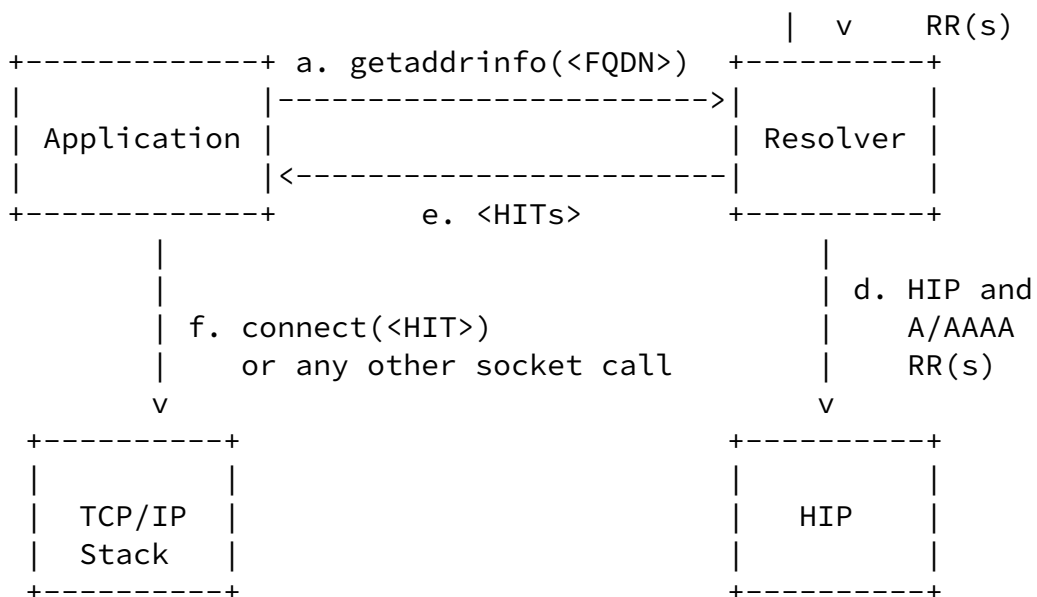 RR(s)
a. getaddrinfo(<FQDN>)
Application
Resolver
e. <HITs>
d. HIP and
f. connect(<HIT>)
A/AAAA
or any other socket call
RR(s)
TCP/IP
HIP
Stack